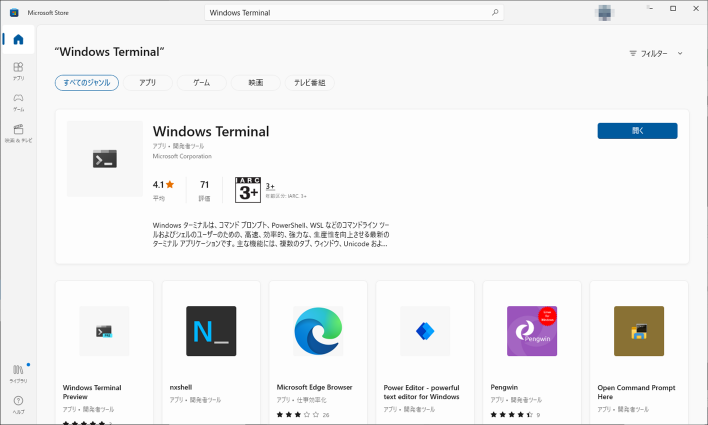 Microsoft Store
Windows Terminal
アプリ
ゲーム
映画 & テレビ
ライブラリ
ヘルプ
"Windows Terminal"
フィルター
すべてのジャンル
アプリ
ゲーム
映画
テレビ番組
Windows Terminal
アプリ • 開発者ツール
Microsoft Corporation
開く
4.1
平均
71
評価
IARC
3+
3+
年齢区分: IARC: 3+
Windows ターミナルは、コマンド プロンプト、PowerShell、WSL などのコマンドライン ツー
ルおよびシェルのユーザーのための、高速、効率的、強力な、生産性を向上させる最新の
ターミナル アプリケーションです。主な機能には、複数のタブ、ウィンドウ、Unicode およ...
PRE
Windows Terminal
Preview
アプリ • 開発者ツール
N_
nxshell
アプリ • 開発者ツール
Microsoft Edge Browser
アプリ • 仕事効率化
26
Power Editor - powerful
text editor for Windows
アプリ • 開発者ツール
Pengwin
Pengwin
アプリ • 開発者ツール
9
Open Command Prompt
Here
アプリ • 開発者ツール